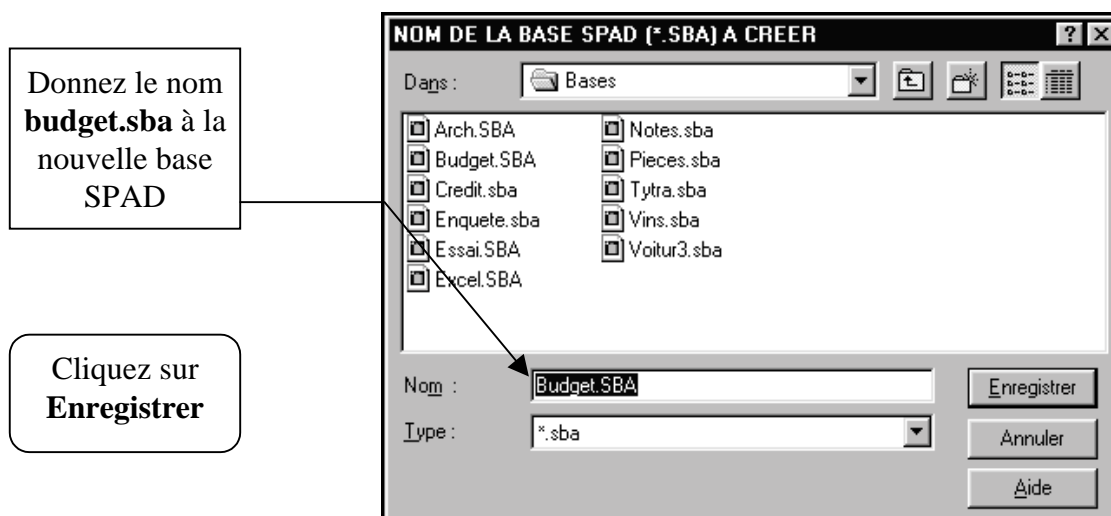 Donnez le nom
budget.sba à la
nouvelle base
SPAD
Cliquez sur
Enregistrer
NOM DE LA BASE SPAD (*.SBA) A CREER
Dans :
Bases
Arch.SBA
Budget.SBA
Credit.sba
Enquete.sba
Essai.SBA
Excel.SBA
Notes.sba
Pieces.sba
Tytra.sba
Vins.sba
Voitur3.sba
Nom : Budget.SBA
Enregistrer
Type : *.sba
Annuler
Aide